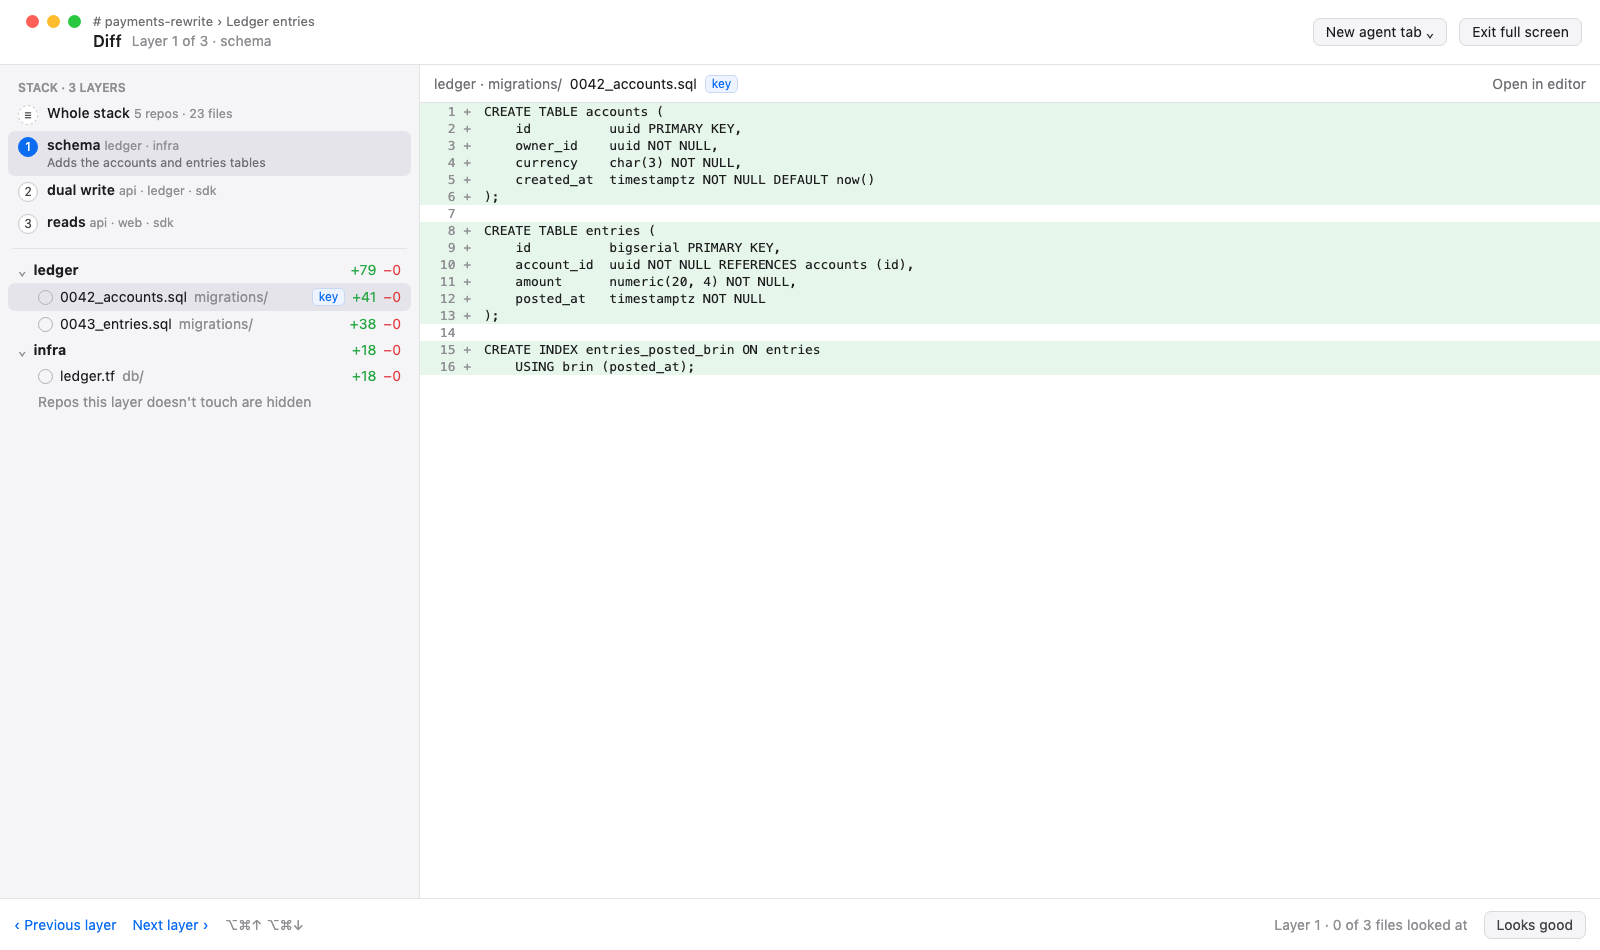 # payments-rewrite › Ledger entries
Diff Layer 1 of 3 · schema
New agent tab ⌄
Exit full screen
STACK · 3 LAYERS
Whole stack 5 repos · 23 files
1 schema ledger · infra
Adds the accounts and entries tables
2 dual write api · ledger · sdk
3 reads api · web · sdk
ledger +79 −0
0042_accounts.sql migrations/ key +41 −0
0043_entries.sql migrations/ +38 −0
infra +18 −0
ledger.tf db/ +18 −0
Repos this layer doesn't touch are hidden
ledger · migrations/ 0042_accounts.sql key
Open in editor
1 + CREATE TABLE accounts (
2 +     id          uuid PRIMARY KEY,
3 +     owner_id    uuid NOT NULL,
4 +     currency    char(3) NOT NULL,
5 +     created_at  timestamptz NOT NULL DEFAULT now()
6 + );
7
8 + CREATE TABLE entries (
9 +     id          bigserial PRIMARY KEY,
10 +     account_id  uuid NOT NULL REFERENCES accounts (id),
11 +     amount      numeric(20, 4) NOT NULL,
12 +     posted_at   timestamptz NOT NULL
13 + );
14
15 + CREATE INDEX entries_posted_brin ON entries
16 +     USING brin (posted_at);
‹ Previous layer Next layer › ⌥⌘↑ ⌥⌘↓
Layer 1 · 0 of 3 files looked at
Looks good